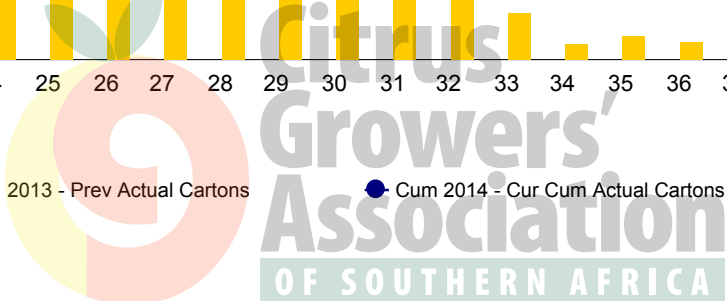 Citrus
25 26 27 28 29 30 31 32 33 34 35 36
Growers'
2013 - Prev Actual Cartons Cum 2014 - Cur Cum Actual Cartons
Association
OF SOUTHERN AFRICA